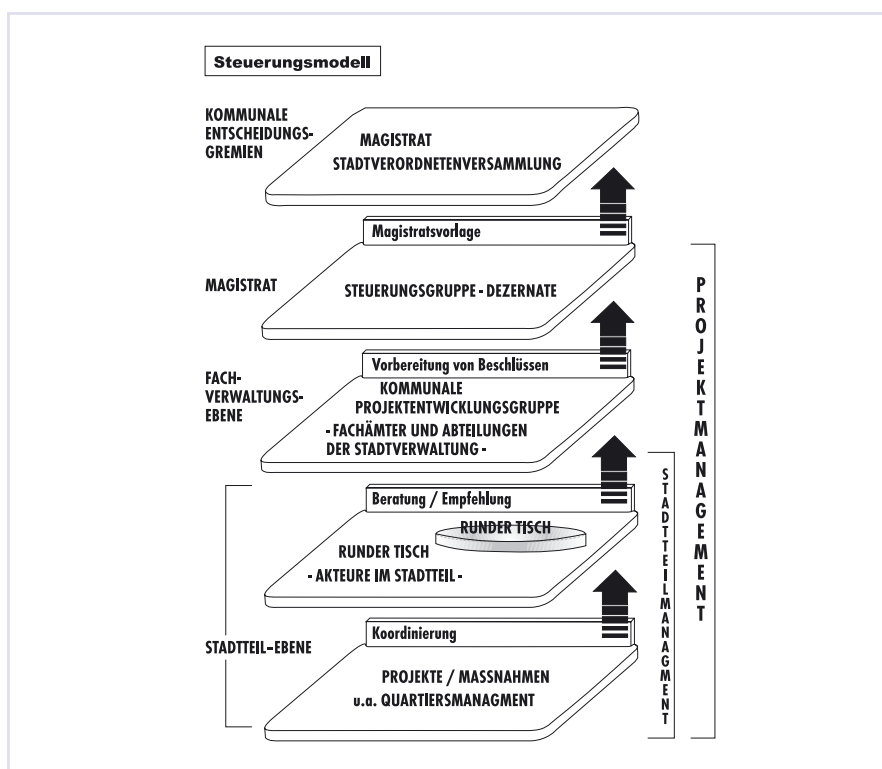 Steuerungsmodell
KOMMUNALE
ENTSCHEIDUNGS-
GREMIEN
MAGISTRAT
STADTVERORDNETENVERSAMMLUNG
Magistratsvorlage
MAGISTRAT
STEUERUNGSGRUPPE - DEZERNATE
Vorbereitung von Beschlüssen
FACH-
VERWALTUNGS-
EBENE
KOMMUNALE
PROJEKTENTWICKLUNGSGRUPPE
- FACHÄMTER UND ABTEILUNGEN
DER STADTVERWALTUNG -
Beratung / Empfehlung
RUNDER TISCH
RUNDER TISCH
- AKTEURE IM STADTTEIL -
STADTTEIL-EBENE
Koordinierung
PROJEKTE / MASSNAHMEN
u.a. QUARTIERSMANAGMENT
STADTTEILMANAGMENT
PROJEKTMANAGEMENT